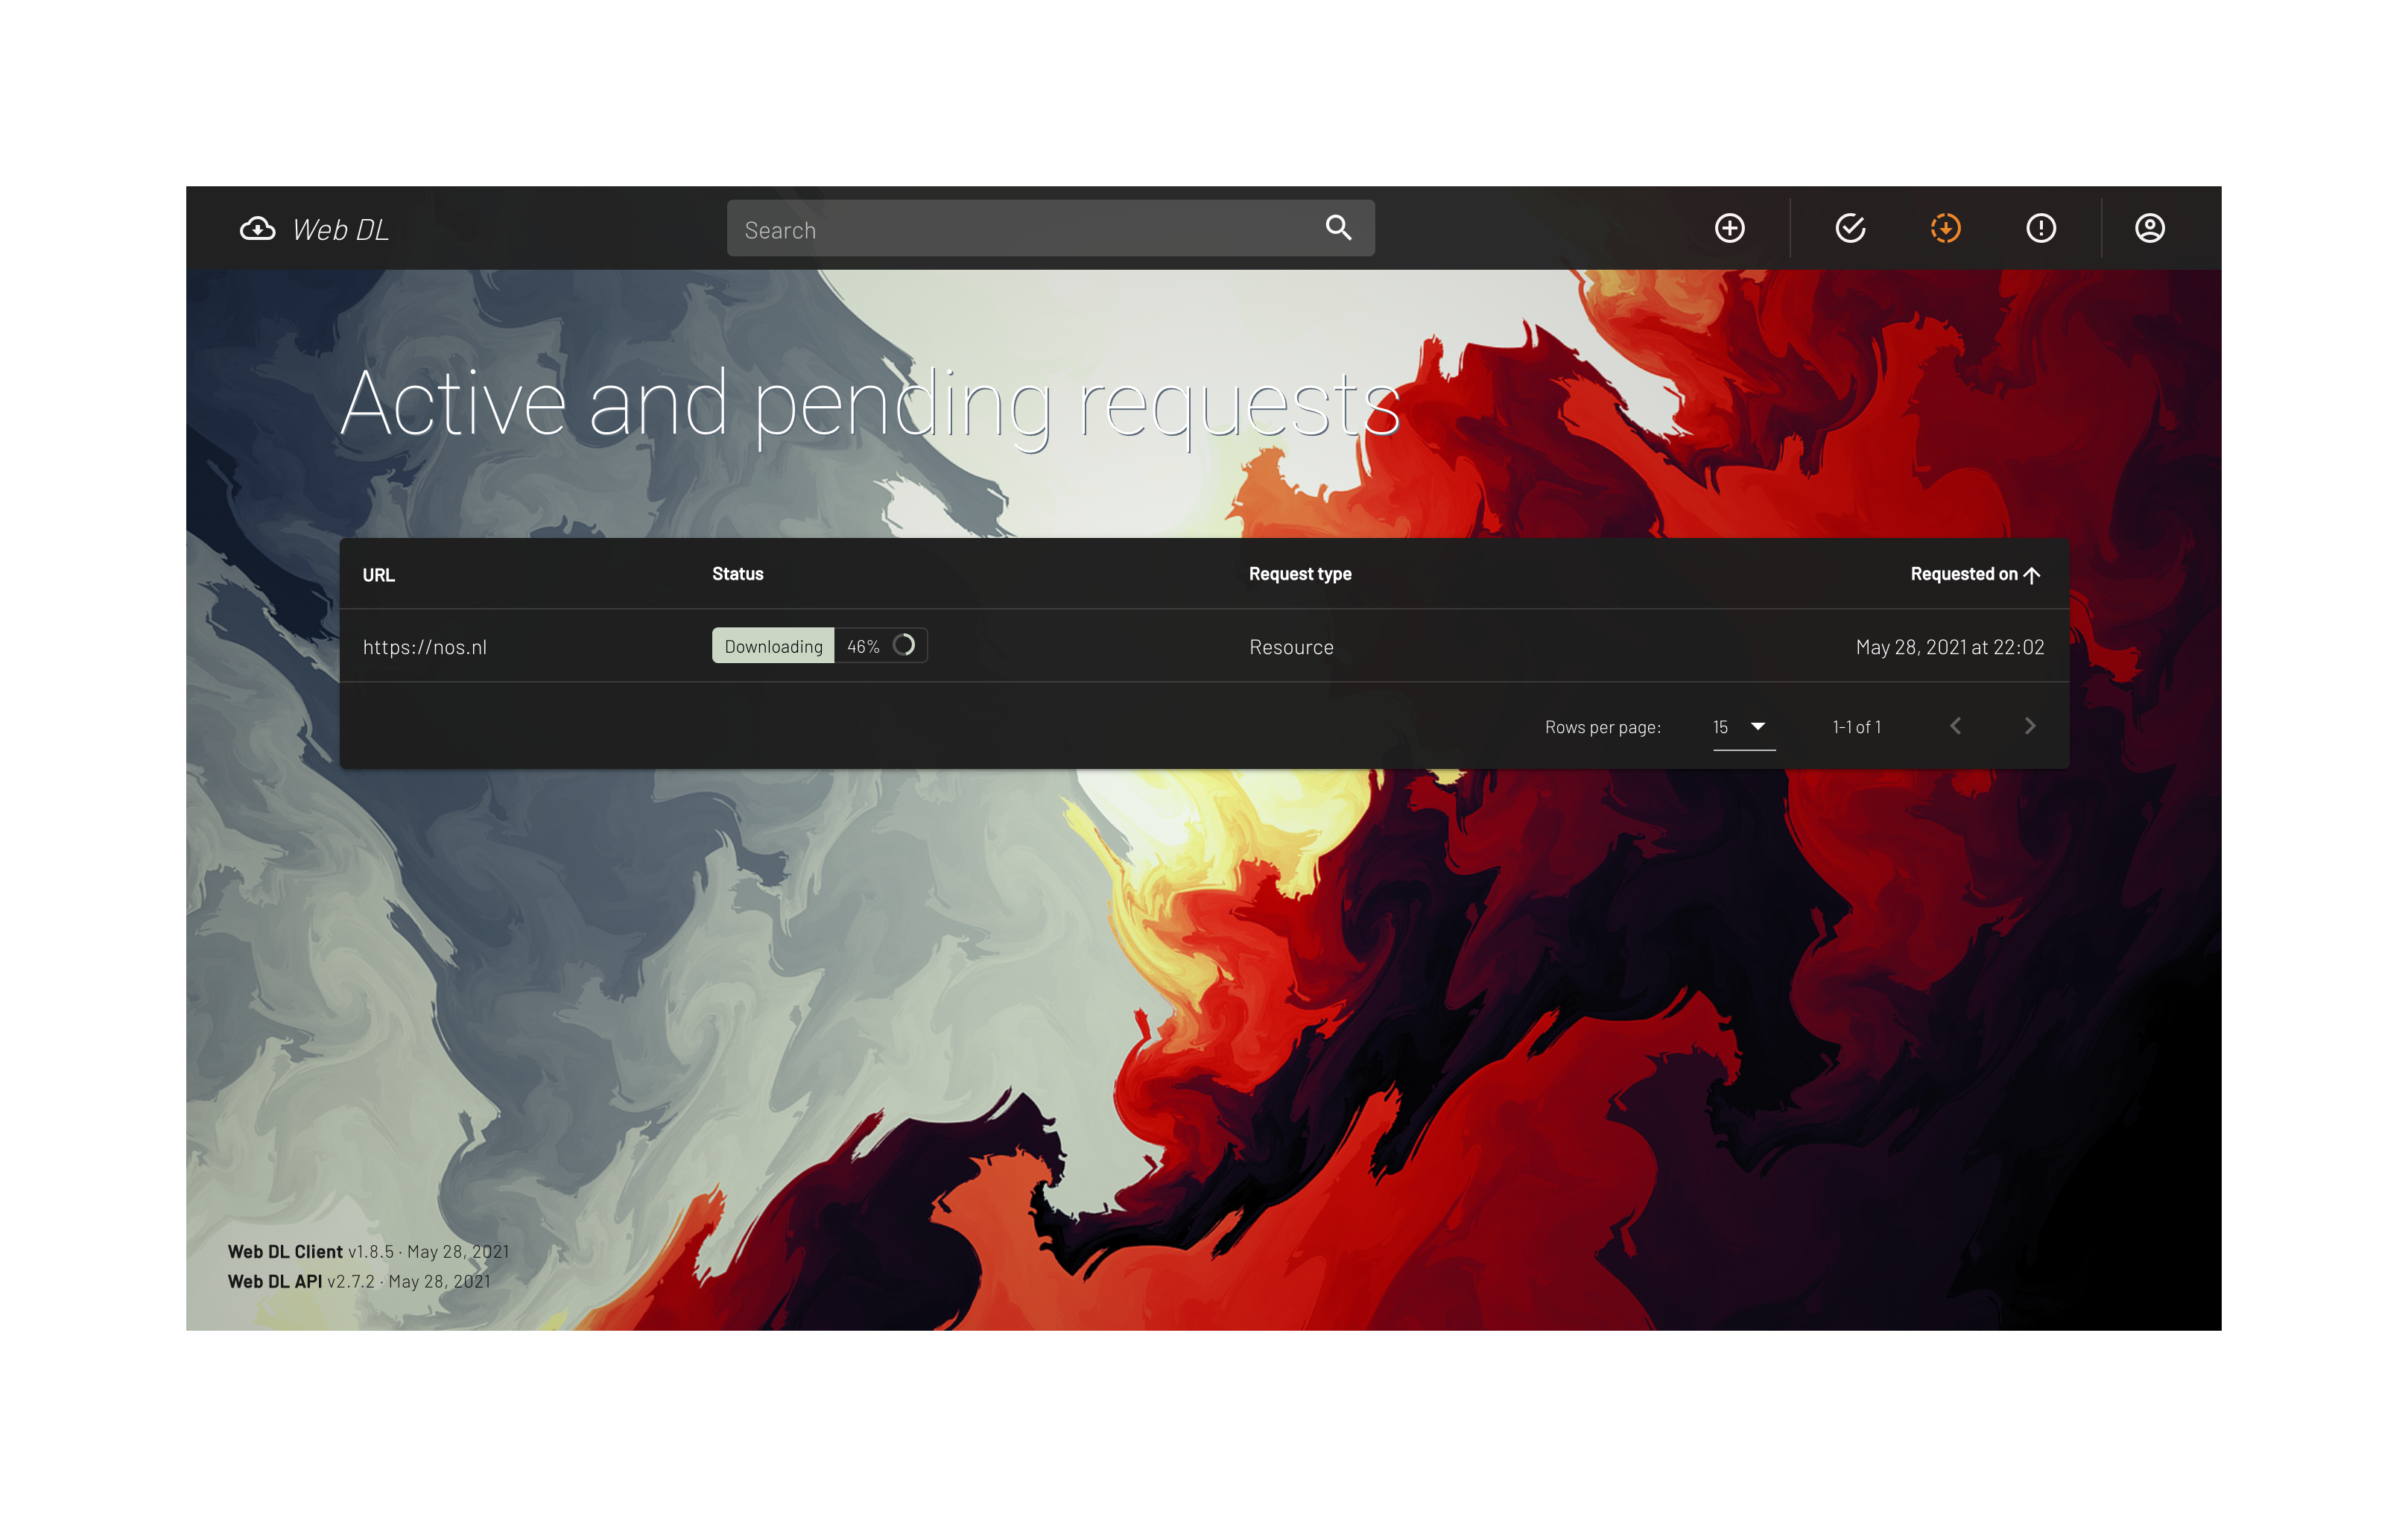 Web DL
Search
Active and pending requests
URL Status Request type Requested on
https://nos.nl Downloading 46% Resource May 28, 2021 at 22:02
Rows per page: 15 1-1 of 1
Web DL Client v1.8.5 · May 28, 2021
Web DL API v2.7.2 · May 28, 2021